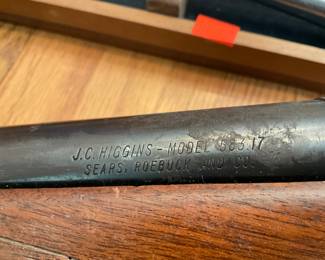 J.C. HIGGINS - MODEL 583.17
SEARS, ROEBUCK AND CO.